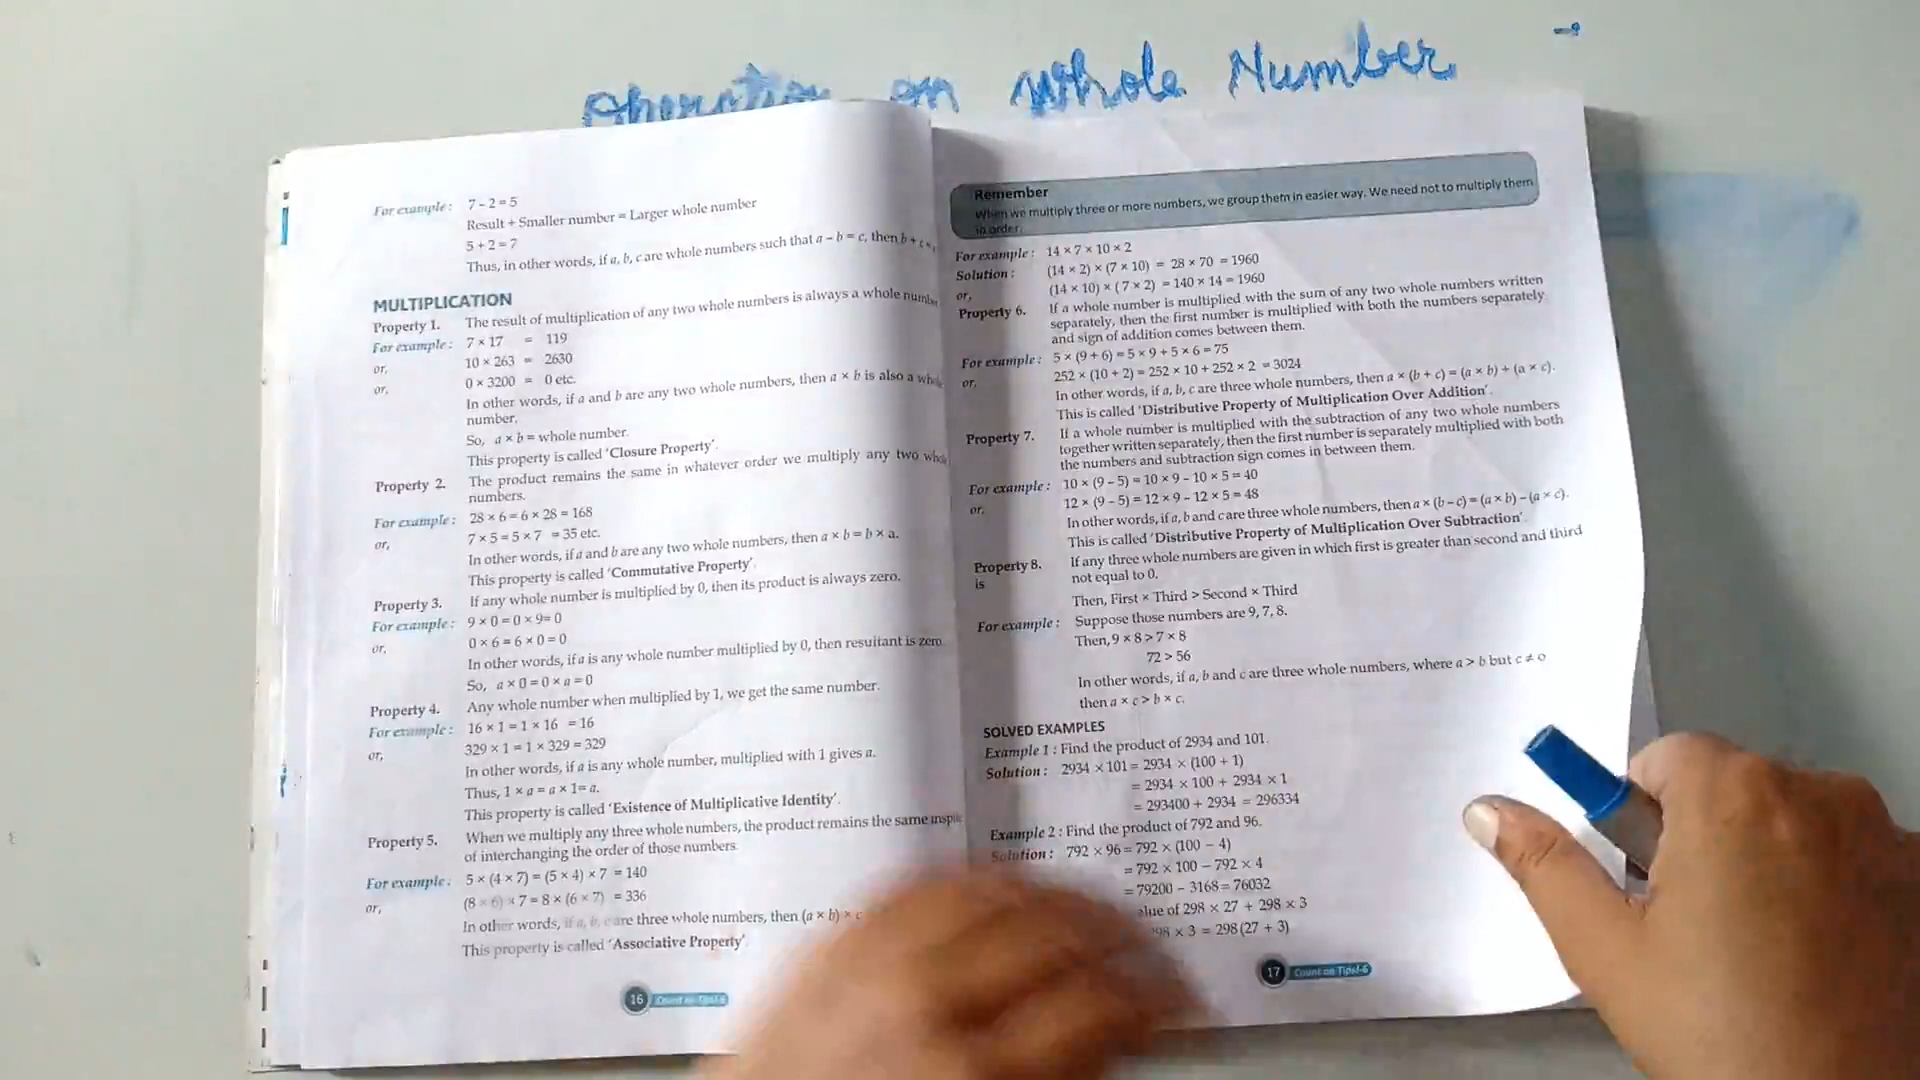 Operation on Whole Number
For example : 7 – 2 = 5
Result + Smaller number = Larger whole number
5 + 2 = 7
Thus, in other words, if a, b, c are whole numbers such that a – b = c, then b + c
MULTIPLICATION
Property 1. The result of multiplication of any two whole numbers is always a whole
For example : 7 × 17 = 119
or, 10 × 263 = 2630
or, 0 × 3200 = 0 etc.
In other words, if a and b are any two whole numbers, then a × b is also a
number.
So, a × b = whole number.
This property is called 'Closure Property'.
Property 2. The product remains the same in whatever order we multiply any two
numbers.
For example : 28 × 6 = 6 × 28 = 168
or, 7 × 5 = 5 × 7 = 35 etc.
In other words, if a and b are any two whole numbers, then a × b = b × a.
This property is called 'Commutative Property'.
Property 3. If any whole number is multiplied by 0, then its product is always zero.
For example : 9 × 0 = 0 × 9= 0
or, 0 × 6 = 6 × 0 = 0
In other words, if a is any whole number multiplied by 0, then resultant is zero.
So, a × 0 = 0 × a = 0
Property 4. Any whole number when multiplied by 1, we get the same number.
For example : 16 × 1 = 1 × 16 = 16
or, 329 × 1 = 1 × 329 = 329
In other words, if a is any whole number, multiplied with 1 gives a.
Thus, 1 × a = a × 1= a.
This property is called 'Existence of Multiplicative Identity'.
Property 5. When we multiply any three whole numbers, the product remains the same
of interchanging the order of those numbers.
For example : 5 × (4 × 7) = (5 × 4) × 7 = 140
or, (8 × 6) × 7 = 8 × (6 × 7) = 336
In other words, if a, b, c are three whole numbers, then (a × b) × c
This property is called 'Associative Property'.
16 Count on Tips!-6
Remember
When we multiply three or more numbers, we group them in easier way. We need not to multiply them
in order.
For example : 14 × 7 × 10 × 2
Solution : (14 × 2) × (7 × 10) = 28 × 70 = 1960
or, (14 × 10) × (7 × 2) = 140 × 14 = 1960
Property 6. If a whole number is multiplied with the sum of any two whole numbers written
separately, then the first number is multiplied with both the numbers separately
and sign of addition comes between them.
For example : 5 × (9 + 6) = 5 × 9 + 5 × 6 = 75
or, 252 × (10 + 2) = 252 × 10 + 252 × 2 = 3024
In other words, if a, b, c are three whole numbers, then a × (b + c) = (a × b) + (a × c).
This is called 'Distributive Property of Multiplication Over Addition'.
Property 7. If a whole number is multiplied with the subtraction of any two whole numbers
together written separately, then the first number is separately multiplied with both
the numbers and subtraction sign comes in between them.
For example : 10 × (9 – 5) = 10 × 9 – 10 × 5 = 40
or, 12 × (9 – 5) = 12 × 9 – 12 × 5 = 48
In other words, if a, b and c are three whole numbers, then a × (b – c) = (a × b) – (a × c).
This is called 'Distributive Property of Multiplication Over Subtraction'.
Property 8. If any three whole numbers are given in which first is greater than second and third
is not equal to 0.
Then, First × Third > Second × Third
For example : Suppose those numbers are 9, 7, 8.
Then, 9 × 8 > 7 × 8
72 > 56
In other words, if a, b and c are three whole numbers, where a > b but c ≠ o
then a × c > b × c.
SOLVED EXAMPLES
Example 1 : Find the product of 2934 and 101.
Solution : 2934 × 101 = 2934 × (100 + 1)
= 2934 × 100 + 2934 × 1
= 293400 + 2934 = 296334
Example 2 : Find the product of 792 and 96.
Solution : 792 × 96 = 792 × (100 – 4)
= 792 × 100 – 792 × 4
= 79200 – 3168 = 76032
of 298 × 27 + 298 × 3
× 3 = 298 (27 + 3)
17 Count on Tips!-6